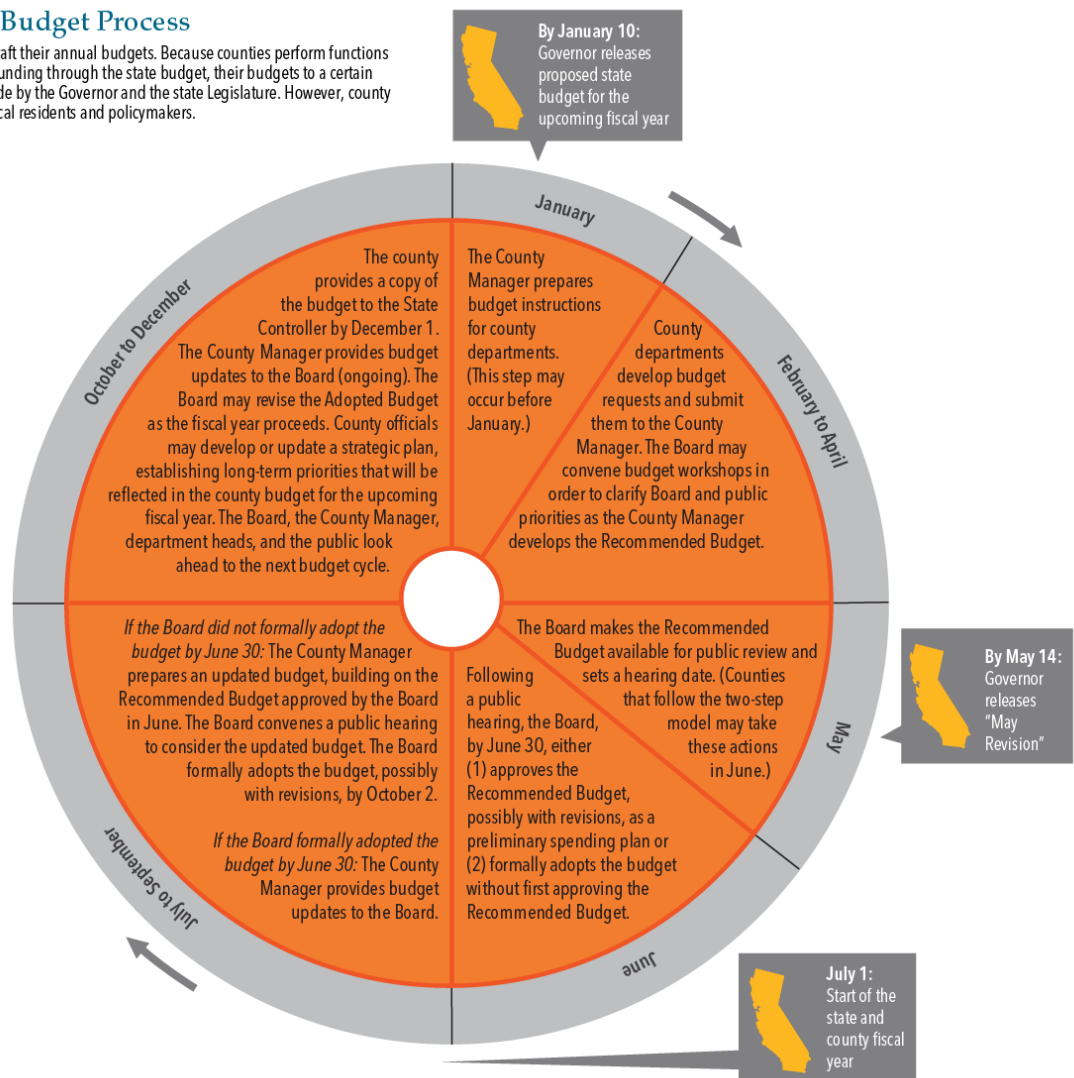 Budget Process
aft their annual budgets. Because counties perform functions
unding through the state budget, their budgets to a certain
de by the Governor and the state Legislature. However, county
cal residents and policymakers.
By January 10:
Governor releases
proposed state
budget for the
upcoming fiscal year
January
The County
Manager prepares
budget instructions
for county
departments.
(This step may
occur before
January.)
February to April
County
departments
develop budget
requests and submit
them to the County
Manager. The Board may
convene budget workshops in
order to clarify Board and public
priorities as the County Manager
develops the Recommended Budget.
May
The Board makes the Recommended
Budget available for public review and
sets a hearing date. (Counties
that follow the two-step
model may take
these actions
in June.)
By May 14:
Governor
releases
"May
Revision"
June
Following
a public
hearing, the Board,
by June 30, either
(1) approves the
Recommended Budget,
possibly with revisions, as a
preliminary spending plan or
(2) formally adopts the budget
without first approving the
Recommended Budget.
July 1:
Start of the
state and
county fiscal
year
July to September
If the Board did not formally adopt the
budget by June 30: The County Manager
prepares an updated budget, building on the
Recommended Budget approved by the Board
in June. The Board convenes a public hearing
to consider the updated budget. The Board
formally adopts the budget, possibly
with revisions, by October 2.
If the Board formally adopted the
budget by June 30: The County
Manager provides budget
updates to the Board.
October to December
The county
provides a copy of
the budget to the State
Controller by December 1.
The County Manager provides budget
updates to the Board (ongoing). The
Board may revise the Adopted Budget
as the fiscal year proceeds. County officials
may develop or update a strategic plan,
establishing long-term priorities that will be
reflected in the county budget for the upcoming
fiscal year. The Board, the County Manager,
department heads, and the public look
ahead to the next budget cycle.